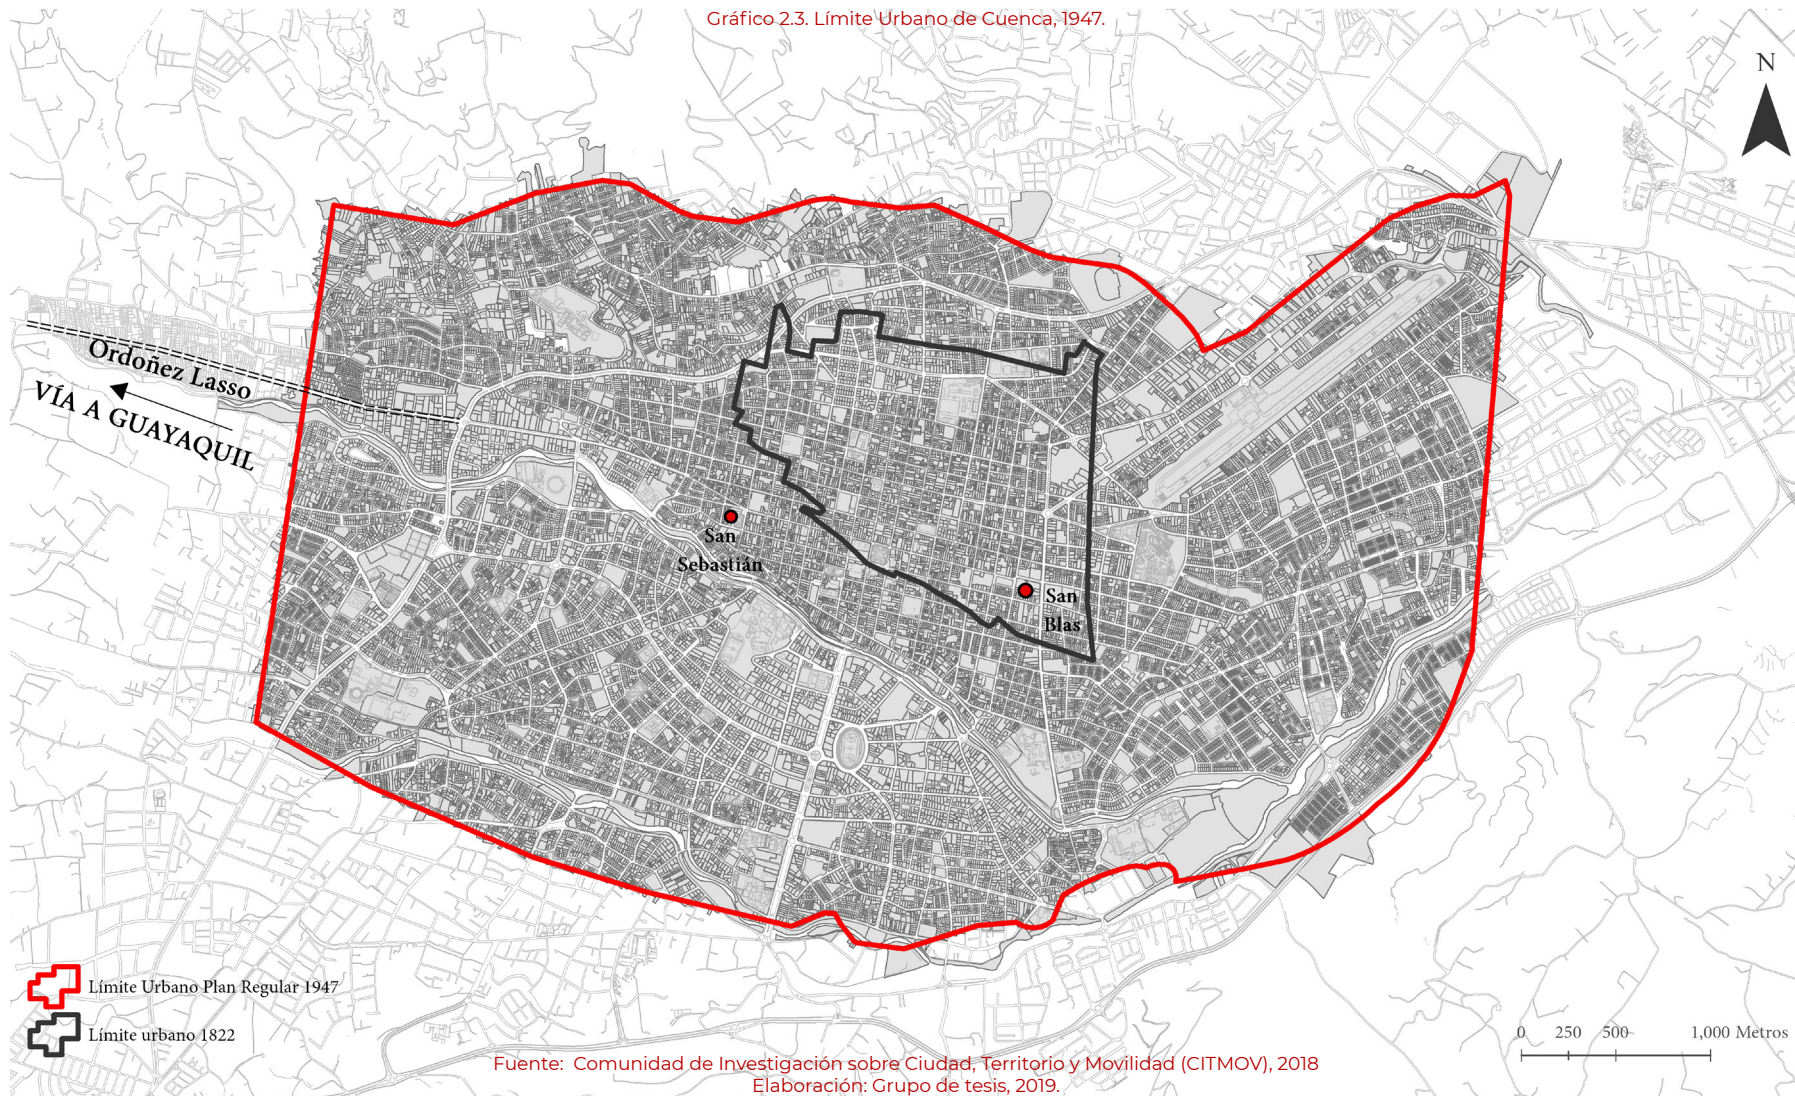 Gráfico 2.3. Límite Urbano de Cuenca, 1947.
N
Ordoñez Lasso
VÍA A GUAYAQUIL
San
Sebastián
San
Blas
Límite Urbano Plan Regular 1947
Límite urbano 1822
0 250 500 1,000 Metros
Fuente: Comunidad de Investigación sobre Ciudad, Territorio y Movilidad (CITMOV), 2018
Elaboración: Grupo de tesis, 2019.